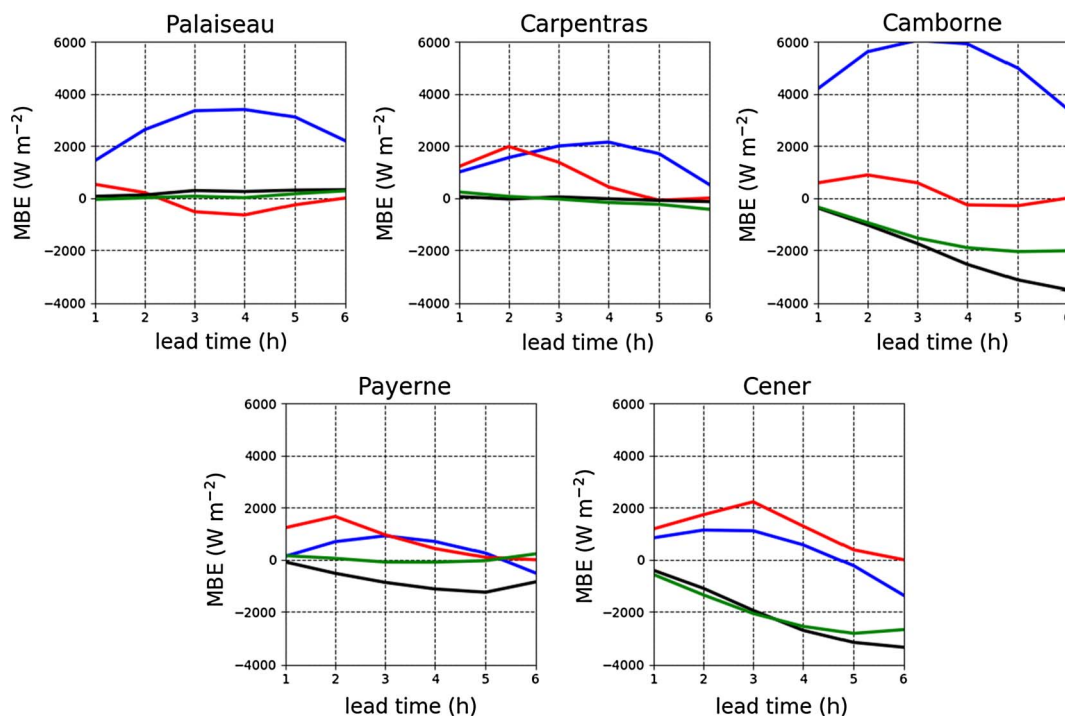 Palaiseau
6000
4000
2000
0
−2000
−4000
MBE (W m−2)
1 2 3 4 5 6
lead time (h)
Carpentras
6000
4000
2000
0
−2000
−4000
MBE (W m−2)
1 2 3 4 5 6
lead time (h)
Camborne
6000
4000
2000
0
−2000
−4000
MBE (W m−2)
1 2 3 4 5 6
lead time (h)
Payerne
6000
4000
2000
0
−2000
−4000
MBE (W m−2)
1 2 3 4 5 6
lead time (h)
Cener
6000
4000
2000
0
−2000
−4000
MBE (W m−2)
1 2 3 4 5 6
lead time (h)